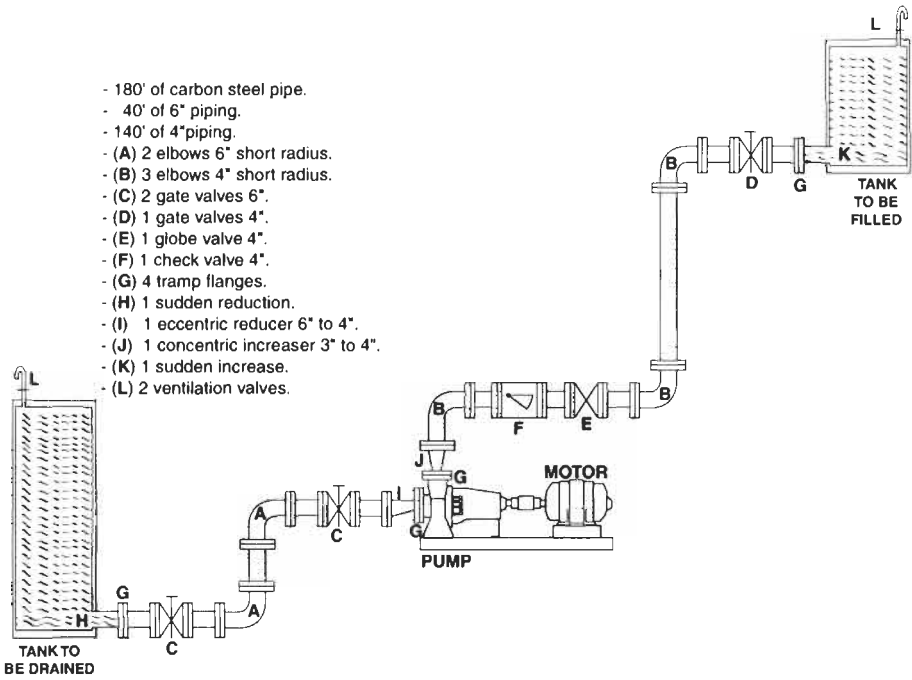 L
- 180' of carbon steel pipe.
- 40' of 6" piping.
- 140' of 4"piping.
- (A) 2 elbows 6" short radius.
- (B) 3 elbows 4" short radius.
- (C) 2 gate valves 6".
- (D) 1 gate valves 4".
- (E) 1 globe valve 4".
- (F) 1 check valve 4".
- (G) 4 tramp flanges.
- (H) 1 sudden reduction.
- (I) 1 eccentric reducer 6" to 4".
- (J) 1 concentric increaser 3" to 4".
- (K) 1 sudden increase.
- (L) 2 ventilation valves.
B
K
D
G
TANK
TO BE
FILLED
L
B
B
F
E
J
G
MOTOR
I
A
G
C
PUMP
G
H
A
C
TANK TO
BE DRAINED